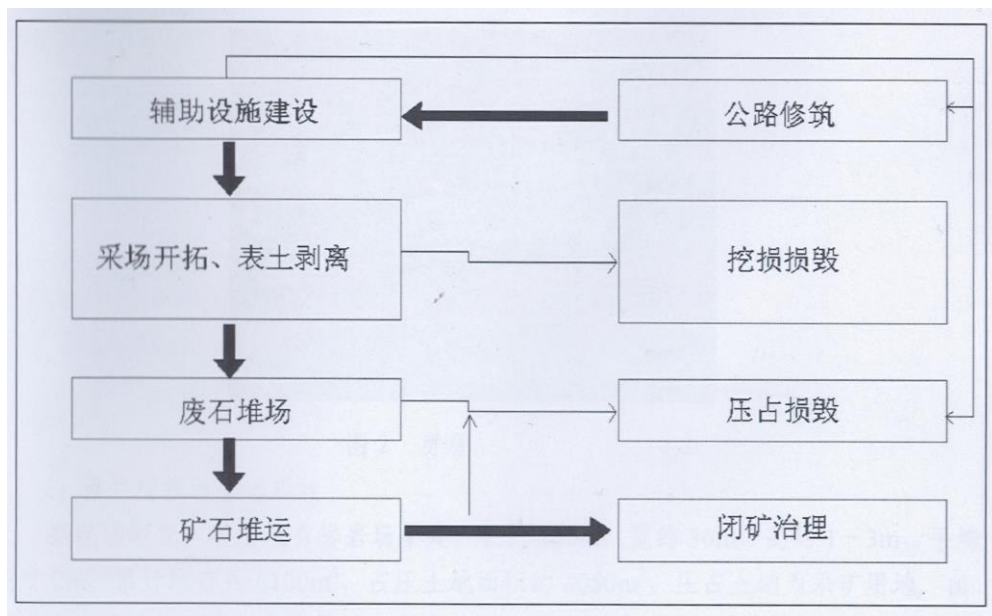 辅助设施建设
公路修筑
采场开拓、表土剥离
挖损损毁
废石堆场
压占损毁
矿石堆运
闭矿治理